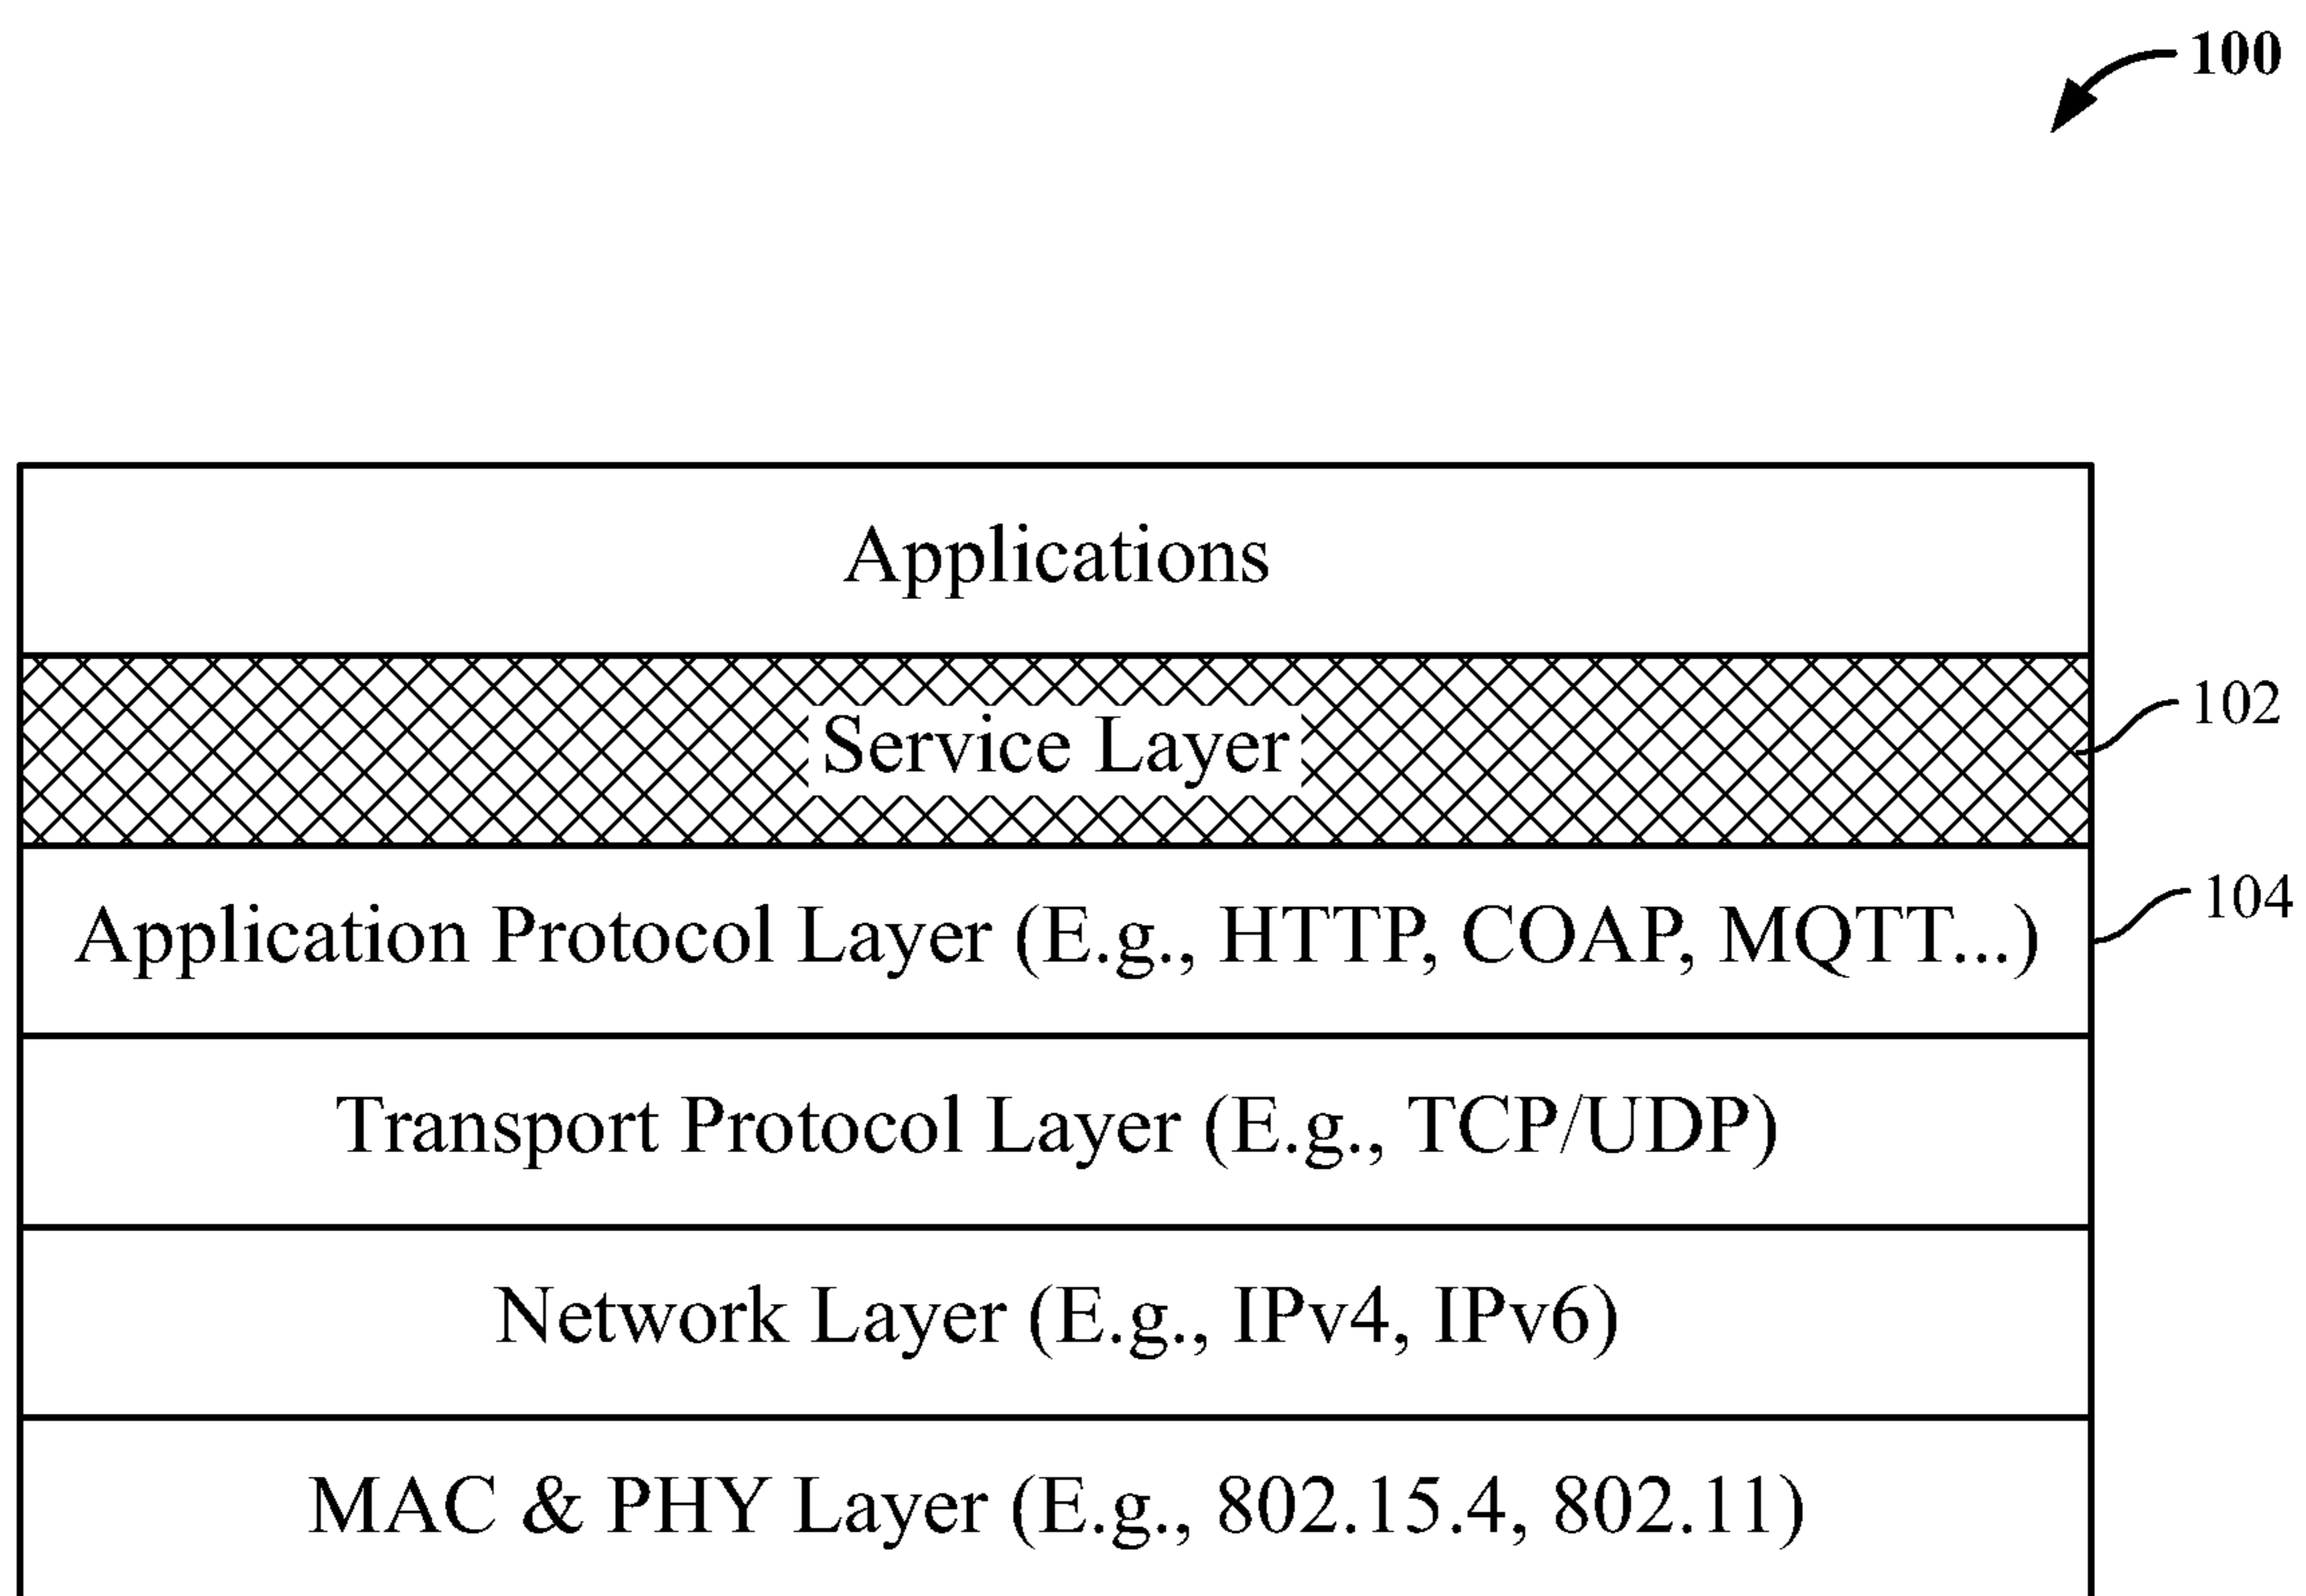 100
Applications
Service Layer
102
Application Protocol Layer (E.g., HTTP, COAP, MQTT...)
104
Transport Protocol Layer (E.g., TCP/UDP)
Network Layer (E.g., IPv4, IPv6)
MAC & PHY Layer (E.g., 802.15.4, 802.11)